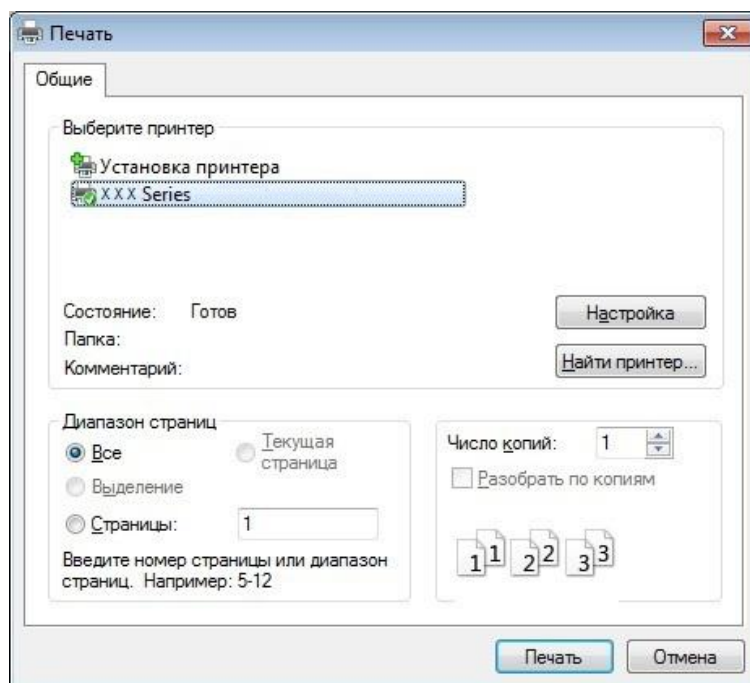 Печать
Общие
Выберите принтер
Установка принтера
X X X Series
Состояние: Готов
Настройка
Папка:
Комментарий:
Найти принтер...
Диапазон страниц
Все
Текущая
страница
Выделение
Страницы: 1
Введите номер страницы или диапазон
страниц. Например: 5-12
Число копий: 1
Разобрать по копиям
1 1 2 2 3 3
Печать Отмена